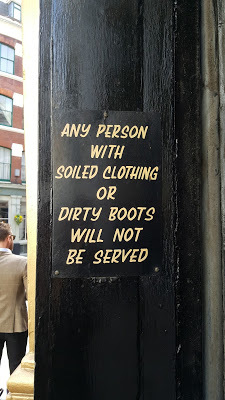 ANY PERSON
WITH
SOILED CLOTHING
OR
DIRTY BOOTS
WILL NOT
BE SERVED